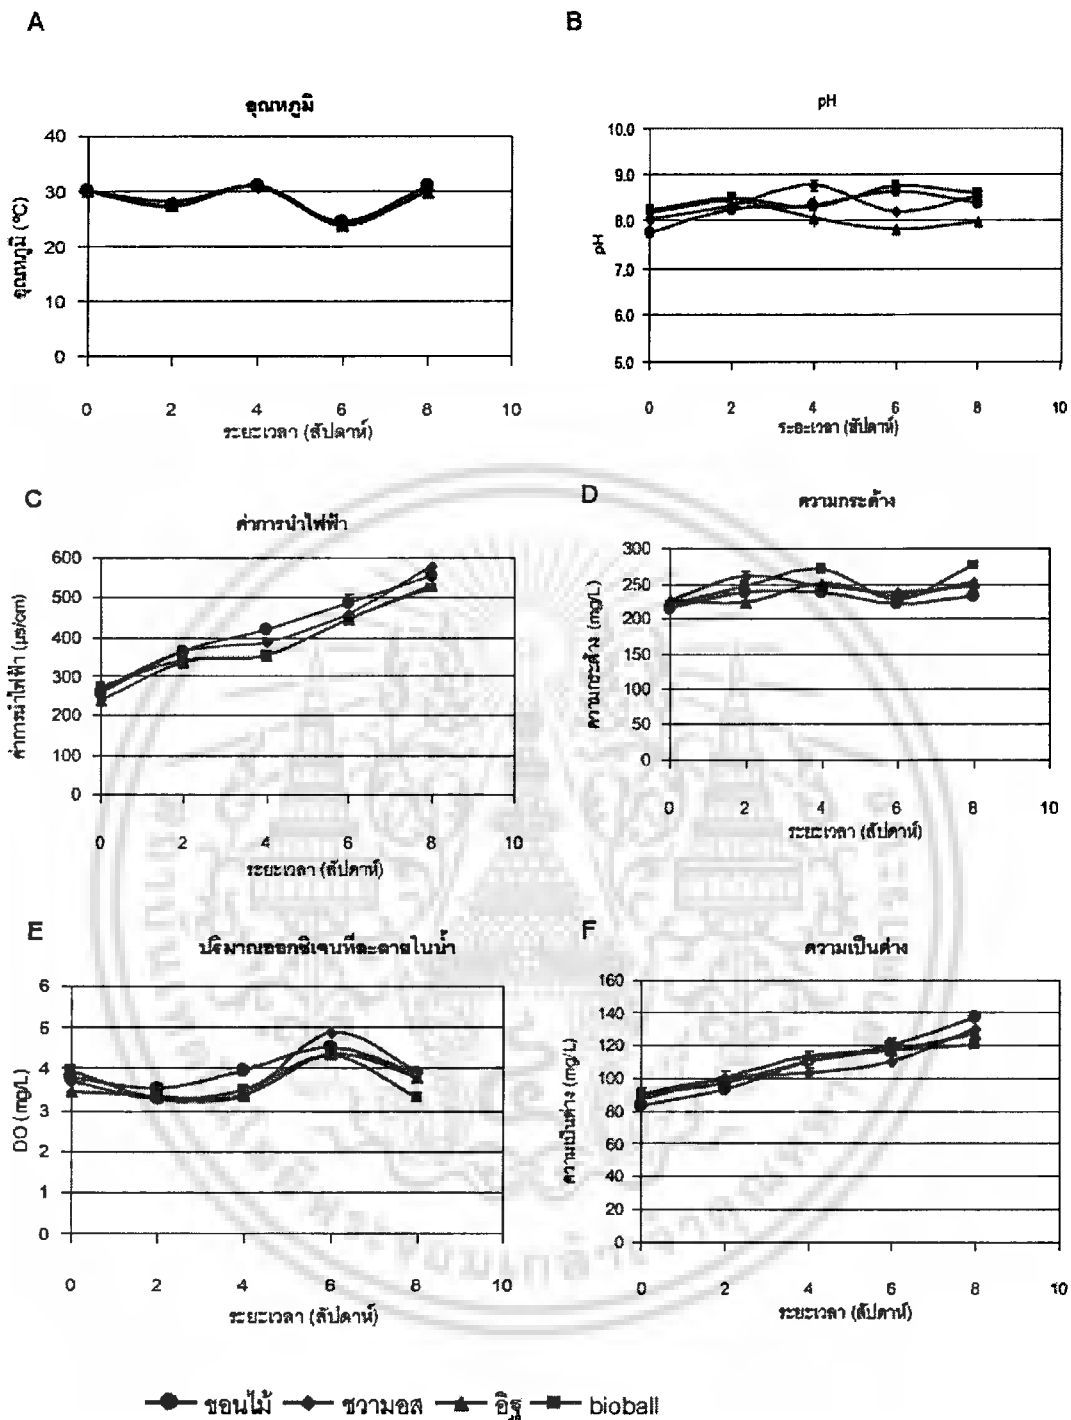 A
อุณหภูมิ
อุณหภูมิ (°C)
40
30
20
10
0
0 2 4 6 8 10
ระยะเวลา (สัปดาห์)
B
pH
pH
10.0
9.0
8.0
7.0
6.0
5.0
0 2 4 6 8 10
ระยะเวลา (สัปดาห์)
C
ค่าการนำไฟฟ้า
ค่าการนำไฟฟ้า (µs/cm)
600
500
400
300
200
100
0
0 2 4 6 8 10
ระยะเวลา (สัปดาห์)
D
ความกระด้าง
ความกระด้าง (mg/L)
300
250
200
150
100
50
0
0 2 4 6 8 10
ระยะเวลา (สัปดาห์)
E
ปริมาณออกซิเจนที่ละลายในน้ำ
DO (mg/L)
6
5
4
3
2
1
0
0 2 4 6 8 10
ระยะเวลา (สัปดาห์)
F
ความเป็นด่าง
ความเป็นด่าง (mg/L)
160
140
120
100
80
60
40
20
0
0 2 4 6 8 10
ระยะเวลา (สัปดาห์)
ขอนไม้ ชวามอส อิฐ bioball